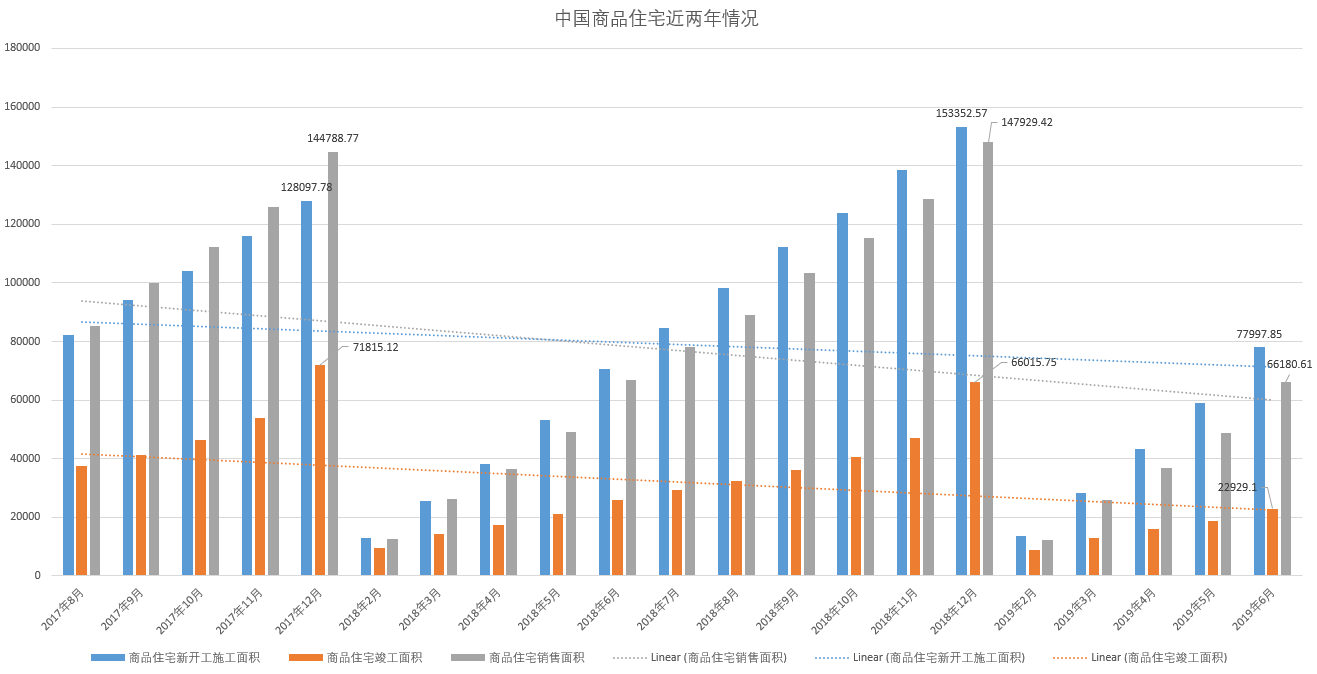 中国商品住宅近两年情况
180000
160000
140000
120000
100000
80000
60000
40000
20000
0
144788.77
128097.78
71815.12
153352.57
147929.42
66015.75
77997.85
66180.61
22929.1
2017年8月
2017年9月
2017年10月
2017年11月
2017年12月
2018年2月
2018年3月
2018年4月
2018年5月
2018年6月
2018年7月
2018年8月
2018年9月
2018年10月
2018年11月
2018年12月
2019年2月
2019年3月
2019年4月
2019年5月
2019年6月
商品住宅新开工施工面积
商品住宅竣工面积
商品住宅销售面积
Linear (商品住宅销售面积)
Linear (商品住宅新开工施工面积)
Linear (商品住宅竣工面积)